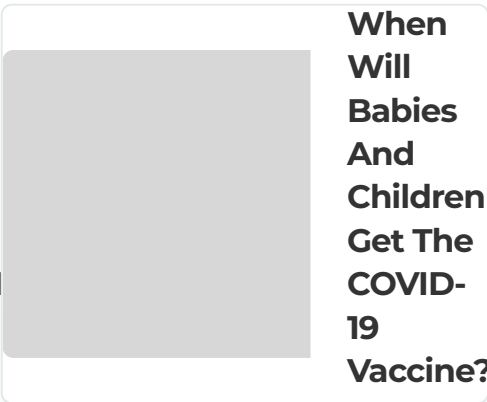 When
Will
Babies
And
Children
Get The
COVID-
19
Vaccine?